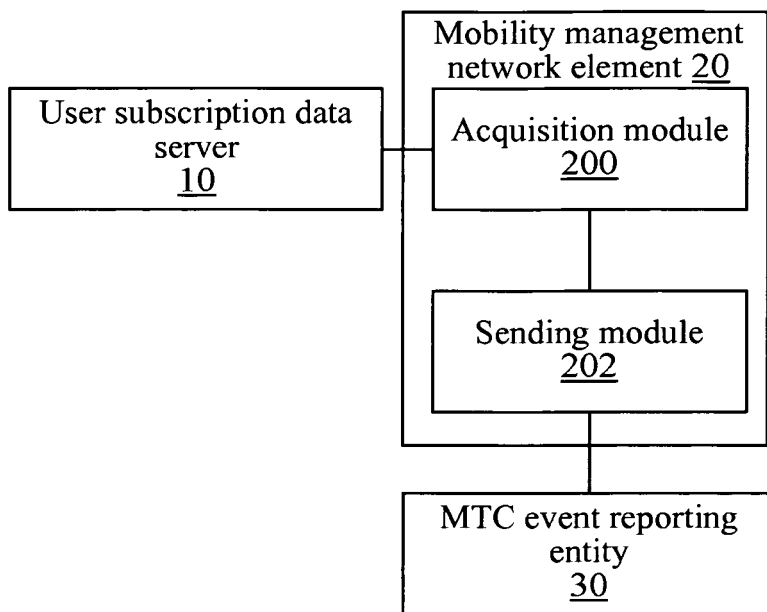 Mobility management
network element 20
User subscription data
server
10
Acquisition module
200
Sending module
202
MTC event reporting
entity
30